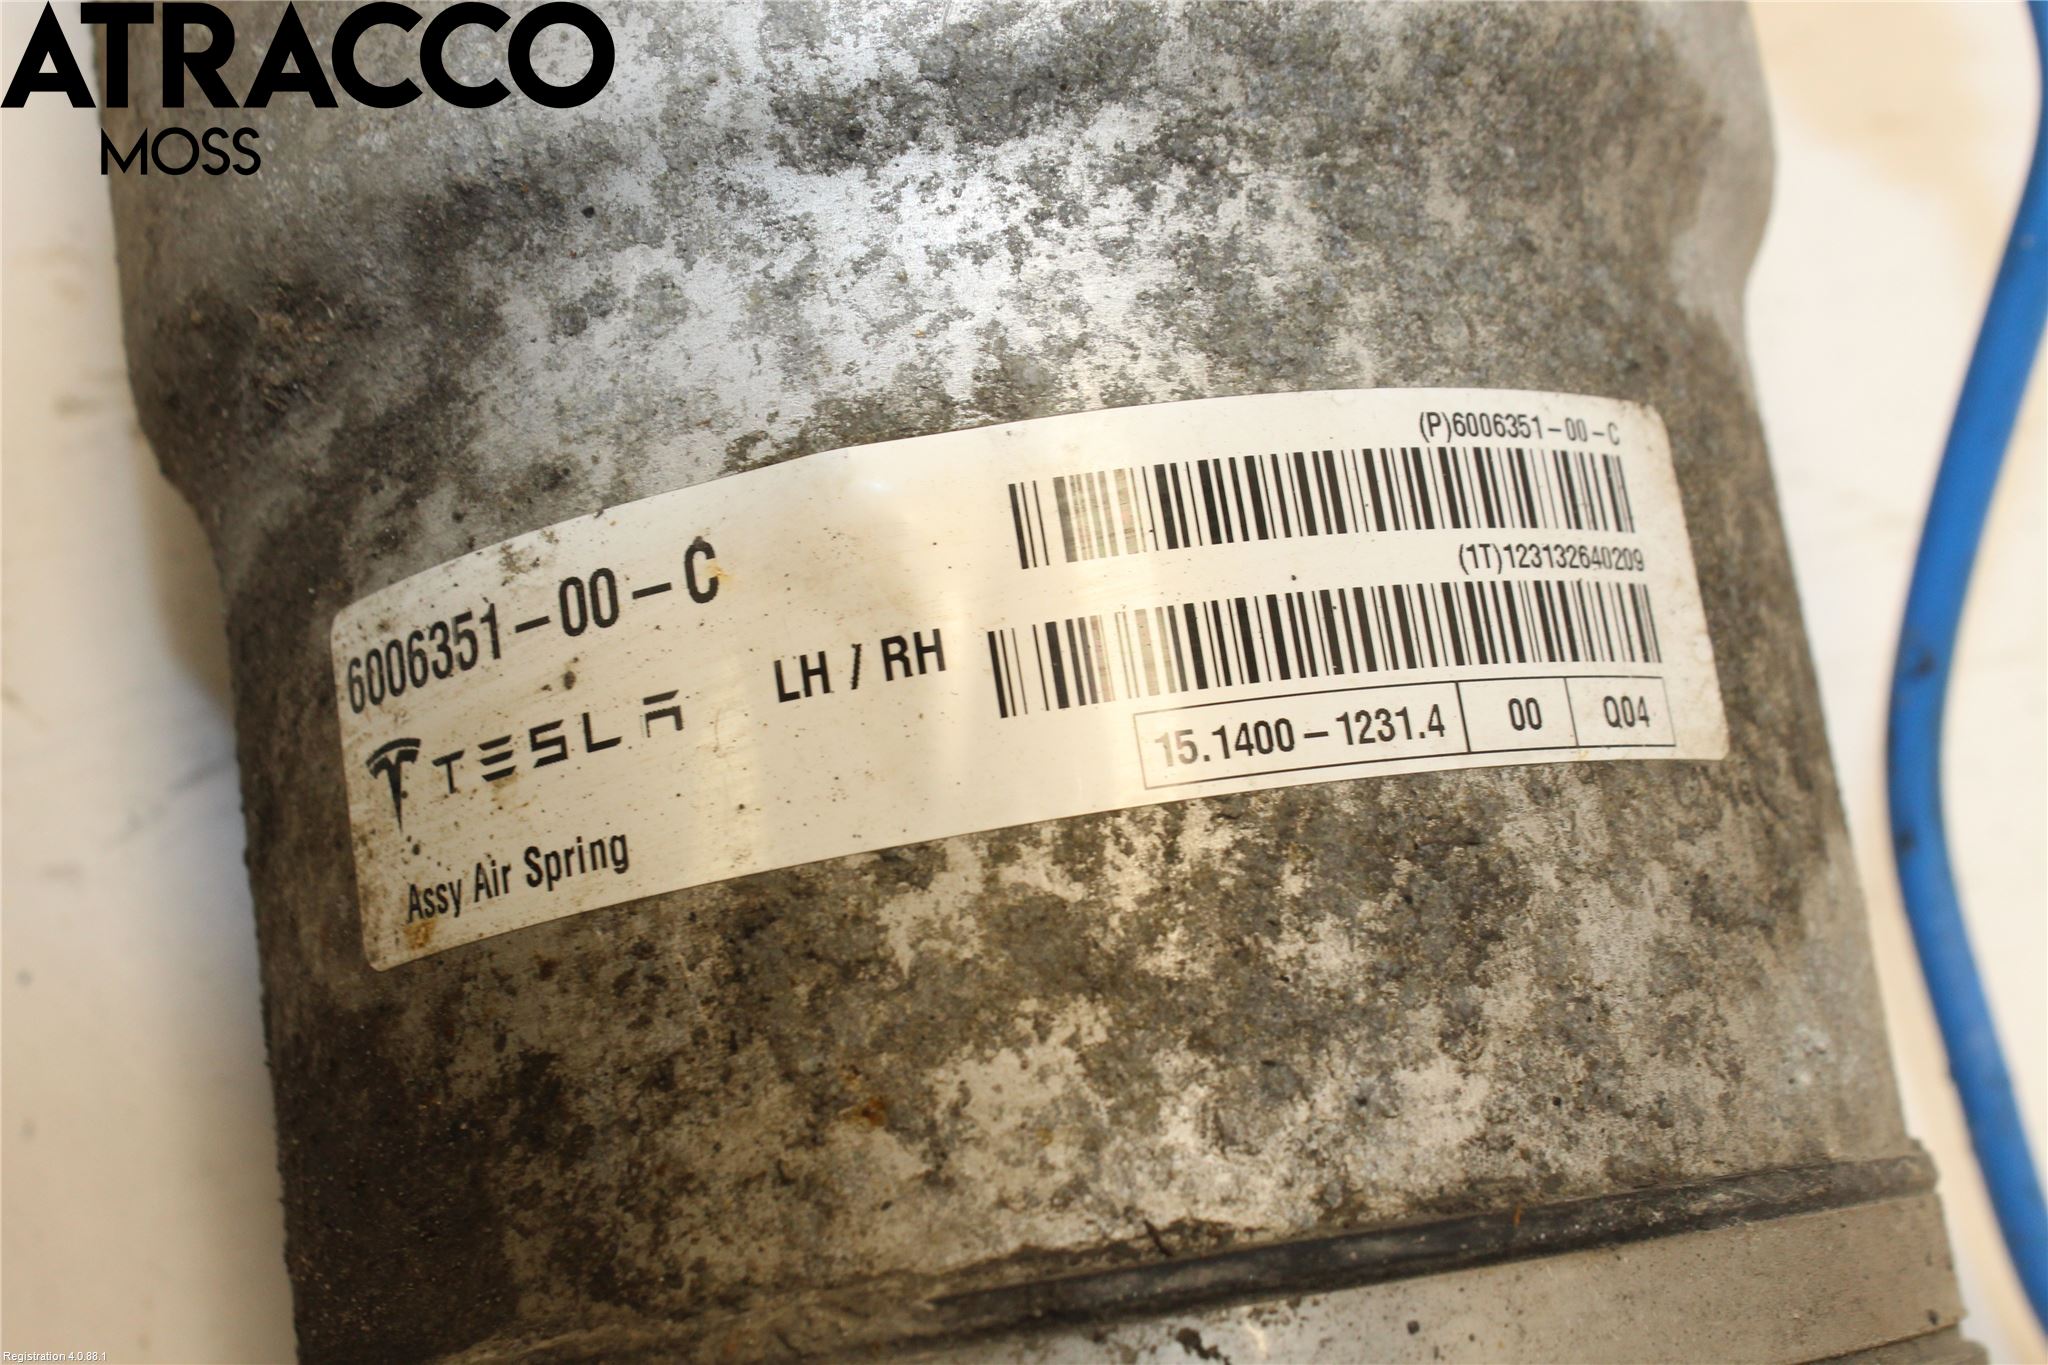 ATRACCO
MOSS
(P)6006351-00-C
6006351-00-C
(1T)123132640209
TESLA LH / RH
15.1400-1231.4 00 Q04
Assy Air Spring
Registration 4.0.88.1